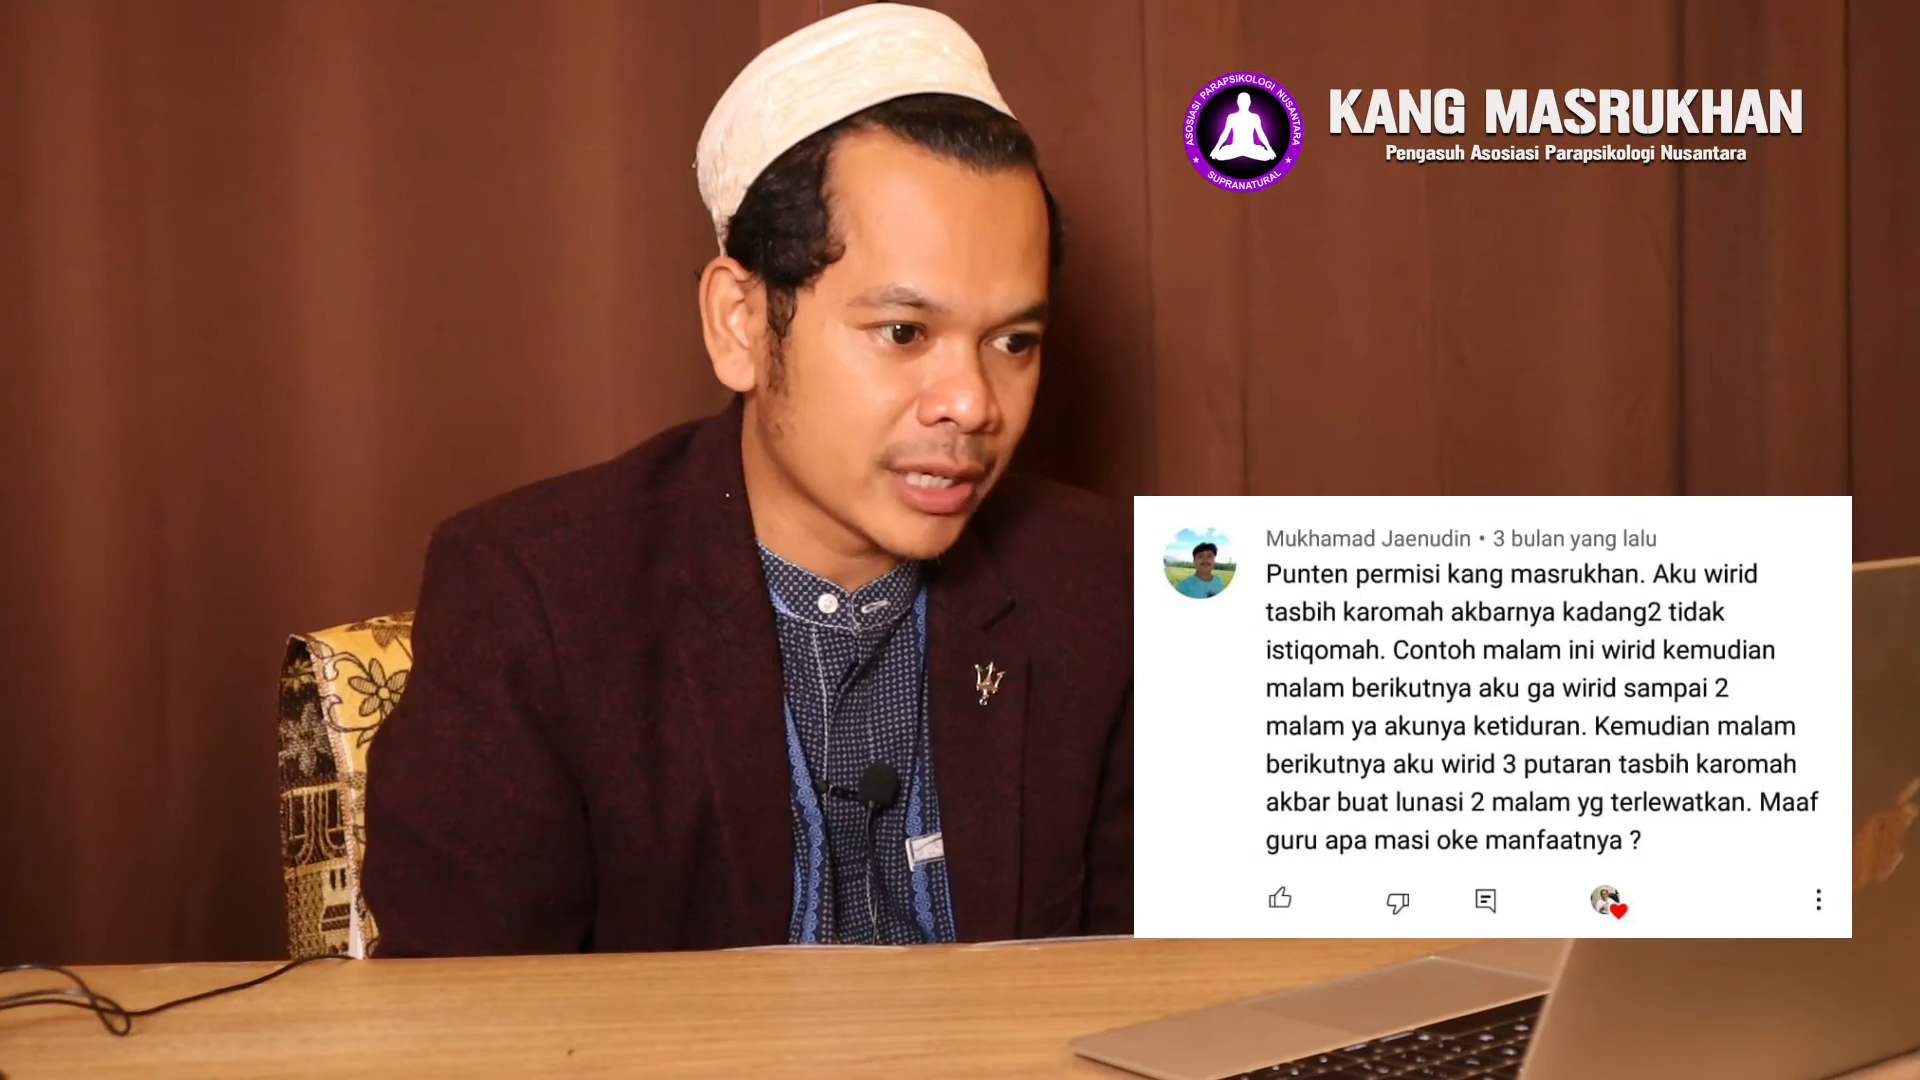 ASOSIASI PARAPSIKOLOGI NUSANTARA
SUPRANATURAL
KANG MASRUKHAN
Pengasuh Asosiasi Parapsikologi Nusantara
Mukhamad Jaenudin • 3 bulan yang lalu
Punten permisi kang masrukhan. Aku wirid
tasbih karomah akbarnya kadang2 tidak
istiqomah. Contoh malam ini wirid kemudian
malam berikutnya aku ga wirid sampai 2
malam ya akunya ketiduran. Kemudian malam
berikutnya aku wirid 3 putaran tasbih karomah
akbar buat lunasi 2 malam yg terlewatkan. Maaf
guru apa masi oke manfaatnya ?